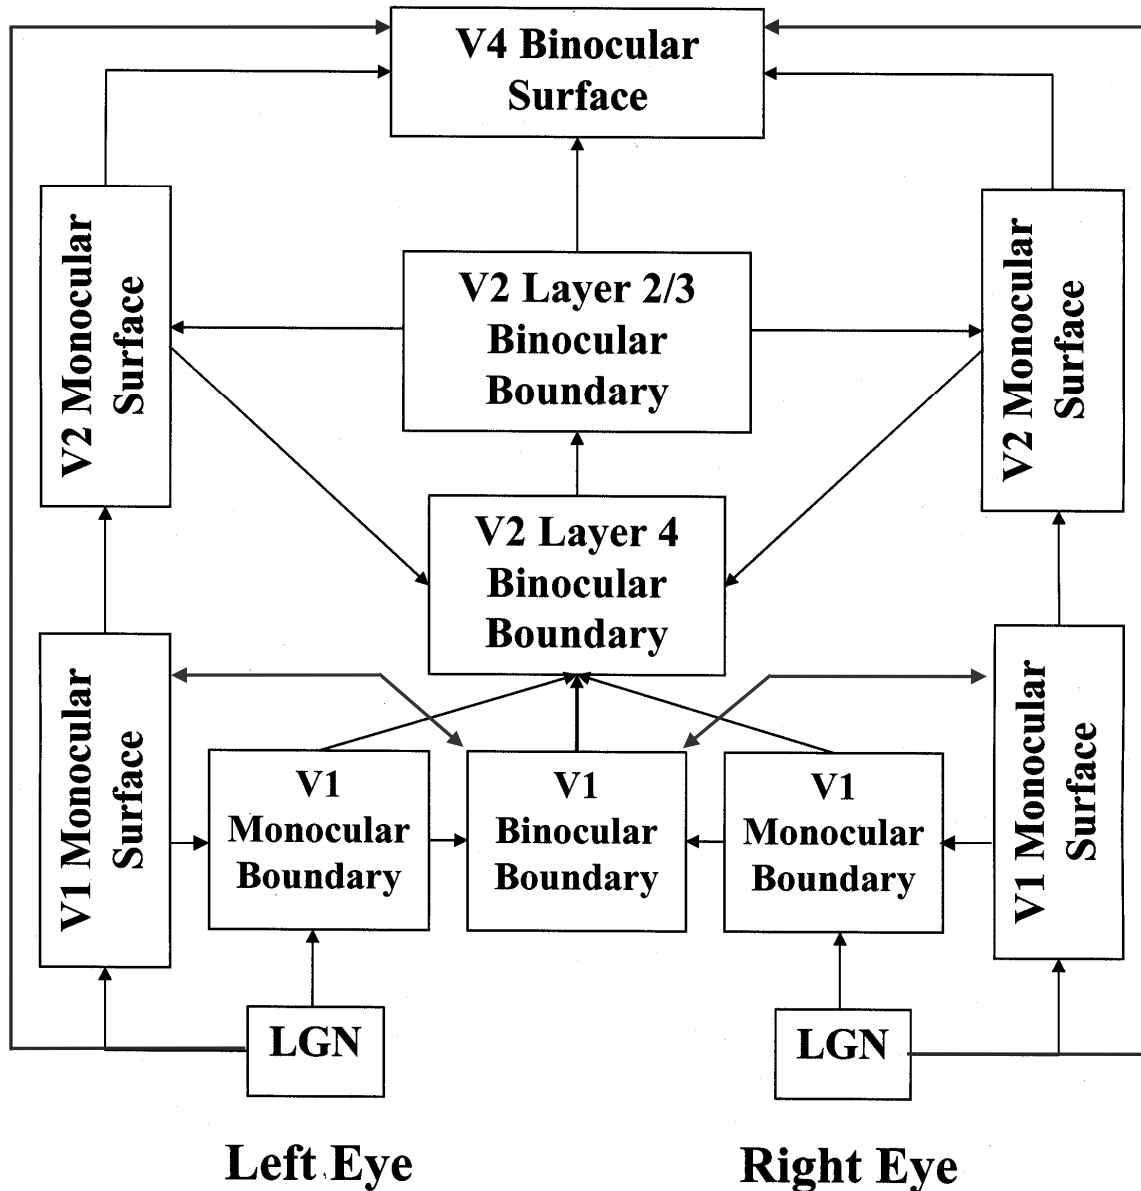 V4 Binocular
Surface
V2 Monocular
Surface
V2 Layer 2/3
Binocular
Boundary
V2 Monocular
Surface
V2 Layer 4
Binocular
Boundary
V1 Monocular
Surface
V1
Monocular
Boundary
V1
Binocular
Boundary
V1
Monocular
Boundary
V1 Monocular
Surface
LGN
LGN
Left Eye
Right Eye